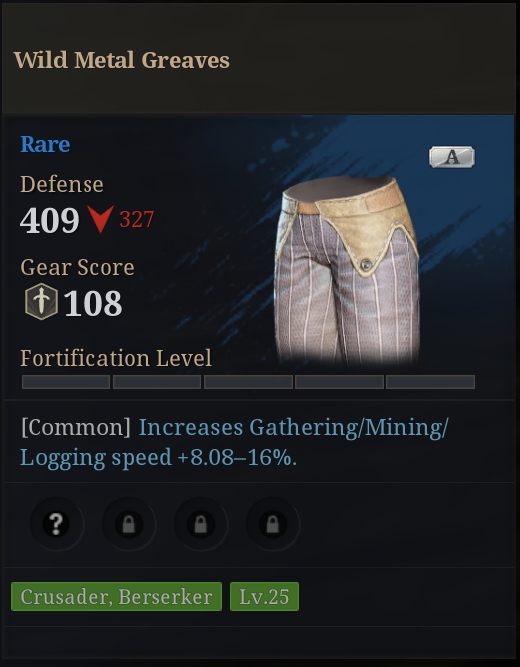 Wild Metal Greaves
Rare
A
Defense
409 327
Gear Score
108
Fortification Level
[Common] Increases Gathering/Mining/
Logging speed +8.08–16%.
?
Crusader, Berserker Lv.25